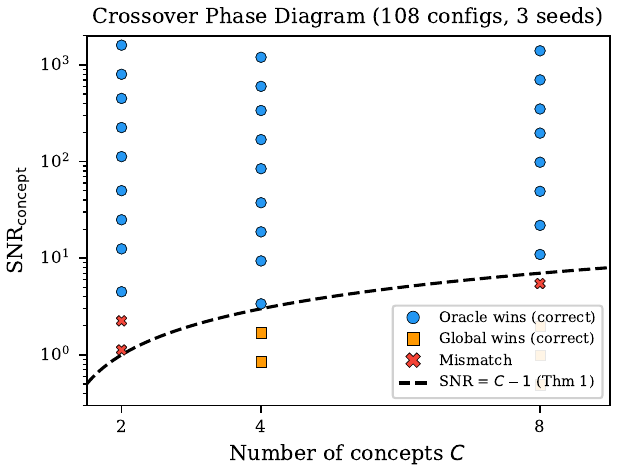 Crossover Phase Diagram (108 configs, 3 seeds)
SNR_concept
10³
10²
10¹
10⁰
Oracle wins (correct)
Global wins (correct)
Mismatch
SNR = C − 1 (Thm 1)
2 4 8
Number of concepts C